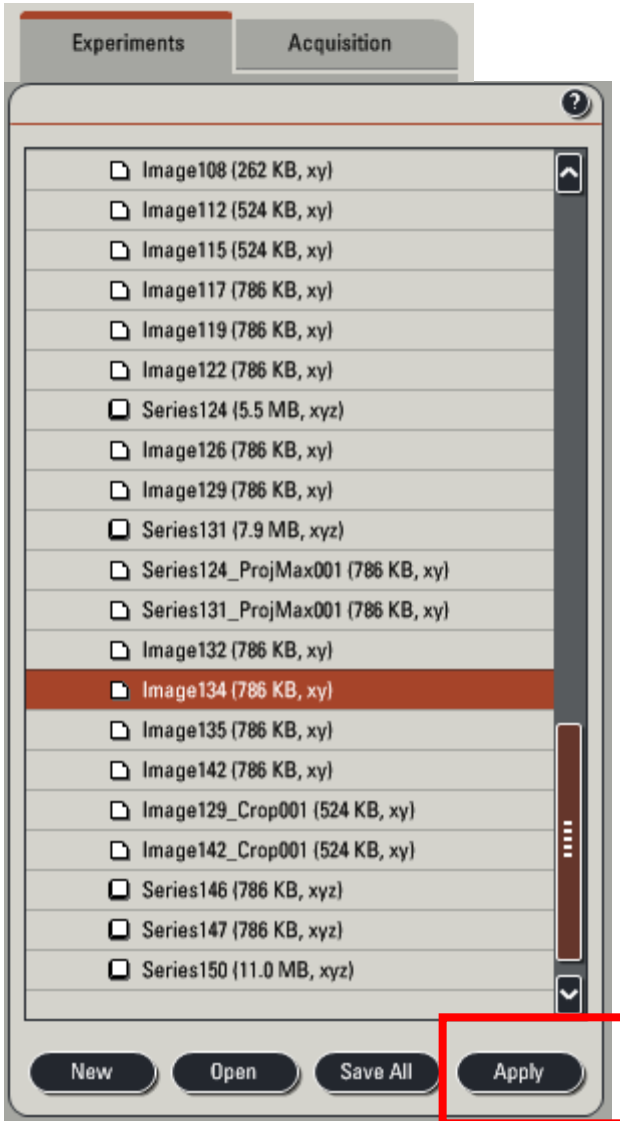 Experiments Acquisition
?
Image108 (262 KB, xy)
Image112 (524 KB, xy)
Image115 (524 KB, xy)
Image117 (786 KB, xy)
Image119 (786 KB, xy)
Image122 (786 KB, xy)
Series124 (5.5 MB, xyz)
Image126 (786 KB, xy)
Image129 (786 KB, xy)
Series131 (7.9 MB, xyz)
Series124_ProjMax001 (786 KB, xy)
Series131_ProjMax001 (786 KB, xy)
Image132 (786 KB, xy)
Image134 (786 KB, xy)
Image135 (786 KB, xy)
Image142 (786 KB, xy)
Image129_Crop001 (524 KB, xy)
Image142_Crop001 (524 KB, xy)
Series146 (786 KB, xyz)
Series147 (786 KB, xyz)
Series150 (11.0 MB, xyz)
New Open Save All Apply